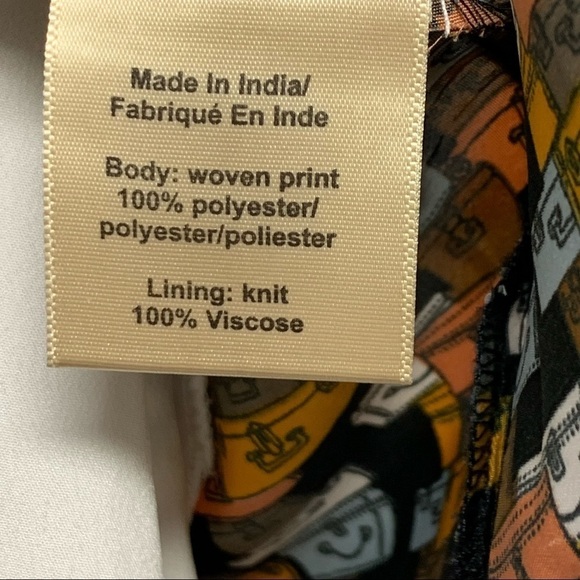 Made In India/
Fabriqué En Inde
Body: woven print
100% polyester/
polyester/poliester
Lining: knit
100% Viscose